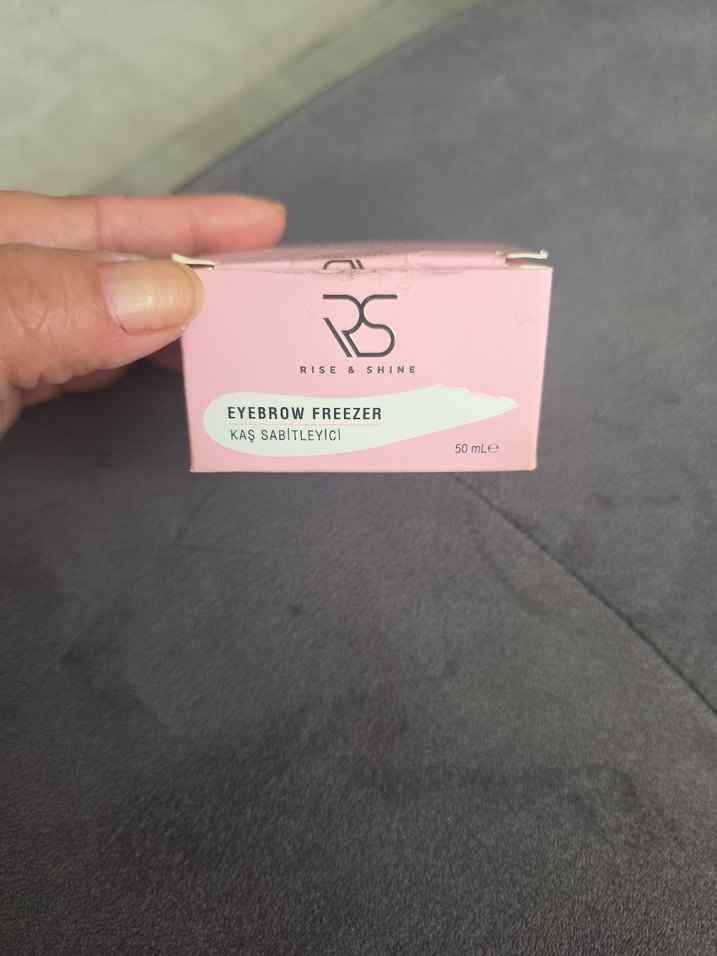 RS
RISE & SHINE
EYEBROW FREEZER
KAŞ SABİTLEYİCİ
50 mL℮